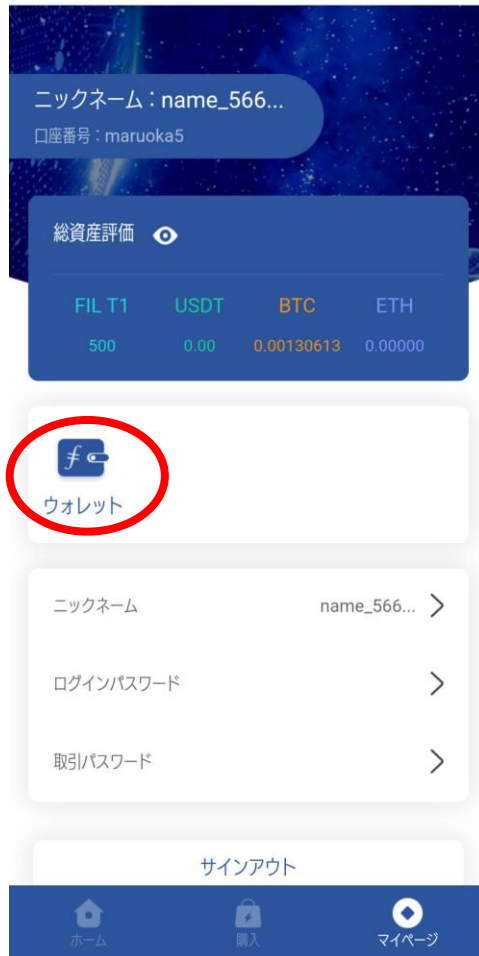 ニックネーム：name_566...
口座番号：maruoka5
総資産評価
FIL T1 USDT BTC ETH
500 0.00 0.00130613 0.00000
ウォレット
ニックネーム name_566...
ログインパスワード
取引パスワード
サインアウト
ホーム 購入 マイページ